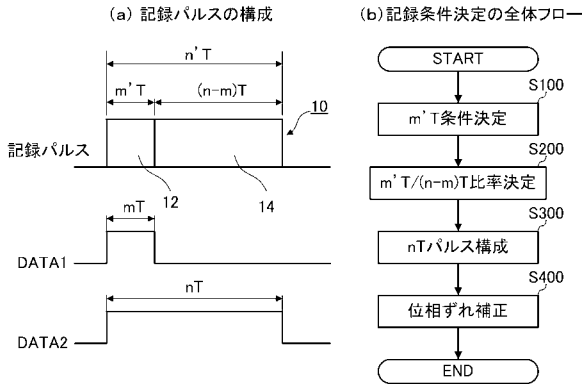 (a) 記録パルスの構成
n'T
m'T
(n-m)T
10
記録パルス
12
14
mT
DATA1
nT
DATA2
(b)記録条件決定の全体フロー
START
S100
m'T条件決定
S200
m'T/(n-m)T比率決定
S300
nTパルス構成
S400
位相ずれ補正
END